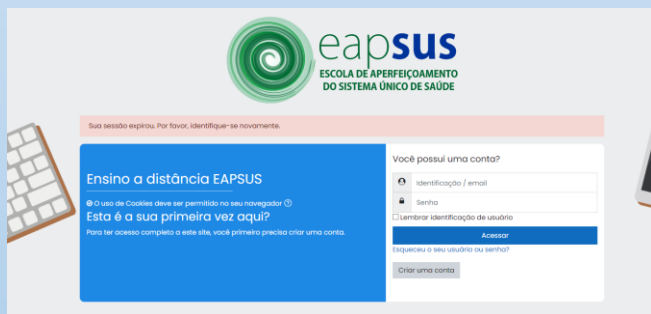 eapsus
ESCOLA DE APERFEIÇOAMENTO
DO SISTEMA ÚNICO DE SAÚDE
Sua sessão expirou. Por favor, identifique-se novamente.
Ensino a distância EAPSUS
O uso de Cookies deve ser permitido no seu navegador
Esta é a sua primeira vez aqui?
Para ter acesso completo a este site, você primeiro precisa criar uma conta.
Você possui uma conta?
Identificação / email
Senha
Lembrar identificação de usuário
Acessar
Esqueceu o seu usuário ou senha?
Criar uma conta